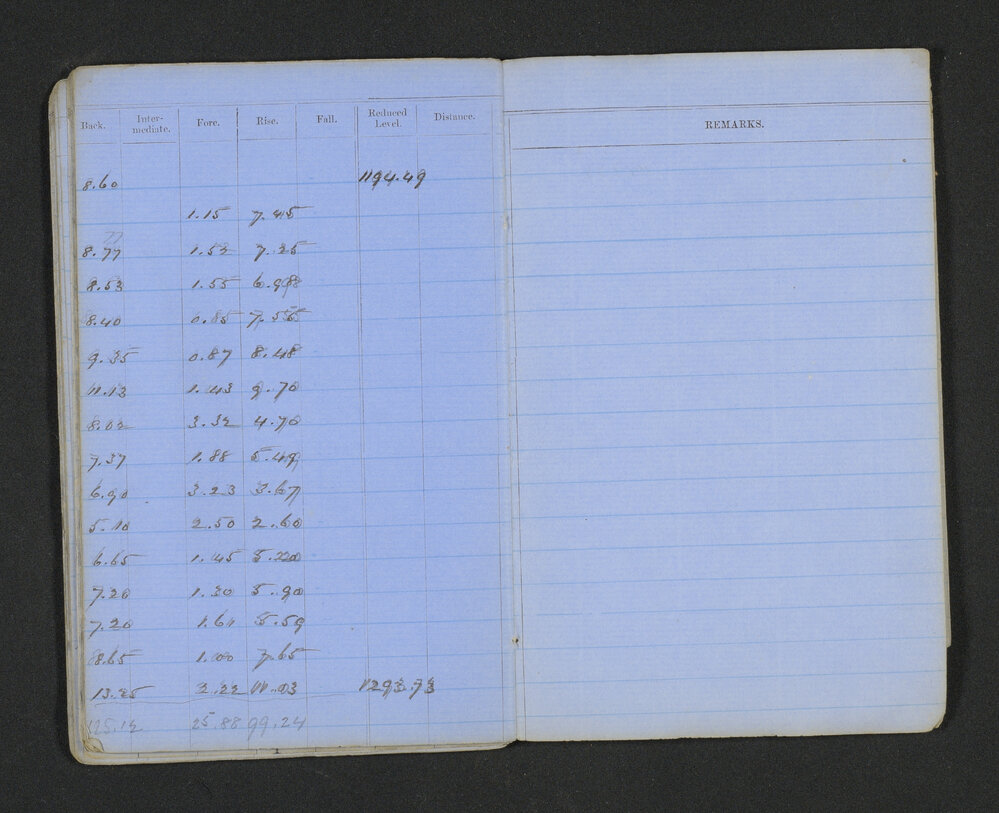 Back. Inter-mediate. Fore. Rise. Fall. Reduced Level. Distance. REMARKS.
8.60 1194.49
1.15 7.45
77
8.77 1.52 7.25
8.53 1.55 6.98
8.40 0.85 7.55
9.35 0.87 8.48
11.13 1.43 9.70
8.02 3.32 4.70
7.37 1.88 5.49
6.90 3.23 3.67
5.10 2.50 2.60
6.65 1.45 5.20
7.20 1.30 5.90
7.20 1.61 5.59
8.65 1.00 7.65
13.25 2.22 11.03 1293.73
125.12 25.88 99.24